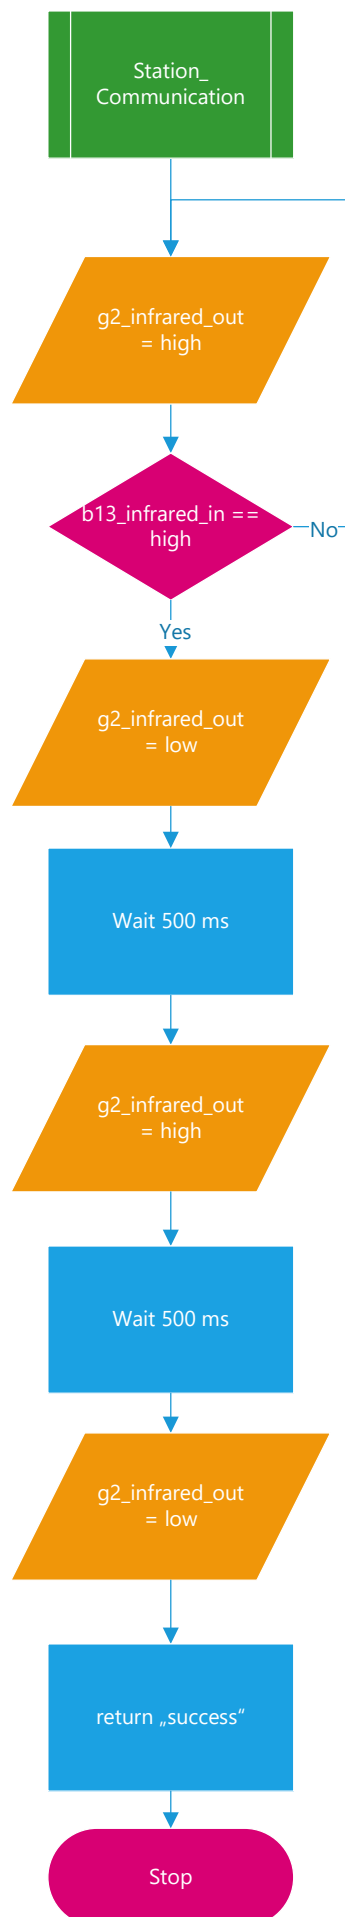 Station_
Communication
g2_infrared_out
= high
b13_infrared_in ==
high
No
Yes
g2_infrared_out
= low
Wait 500 ms
g2_infrared_out
= high
Wait 500 ms
g2_infrared_out
= low
return „success“
Stop